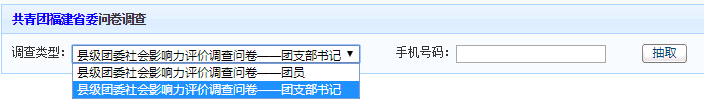 共青团福建省委问卷调查
调查类型： 县级团委社会影响力评价调查问卷——团支部书记 手机号码： 抽取
县级团委社会影响力评价调查问卷——团员
县级团委社会影响力评价调查问卷——团支部书记